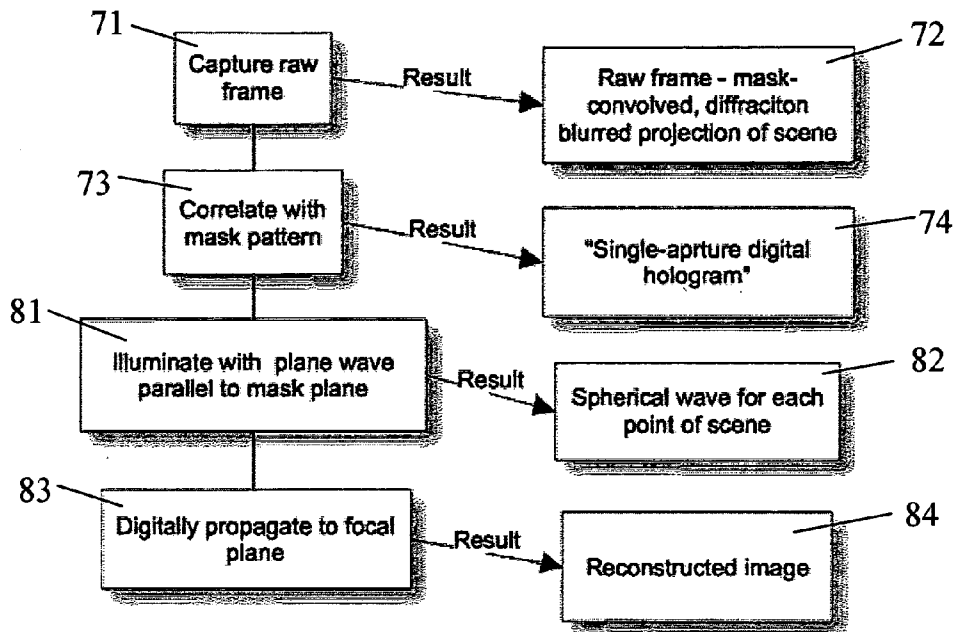 71
Capture raw
frame
Result
72
Raw frame - mask-
convolved, diffraciton
blurred projection of scene
73
Correlate with
mask pattern
Result
74
"Single-aprture digital
hologram"
81
Illuminate with plane wave
parallel to mask plane
Result
82
Spherical wave for each
point of scene
83
Digitally propagate to focal
plane
Result
84
Reconstructed image